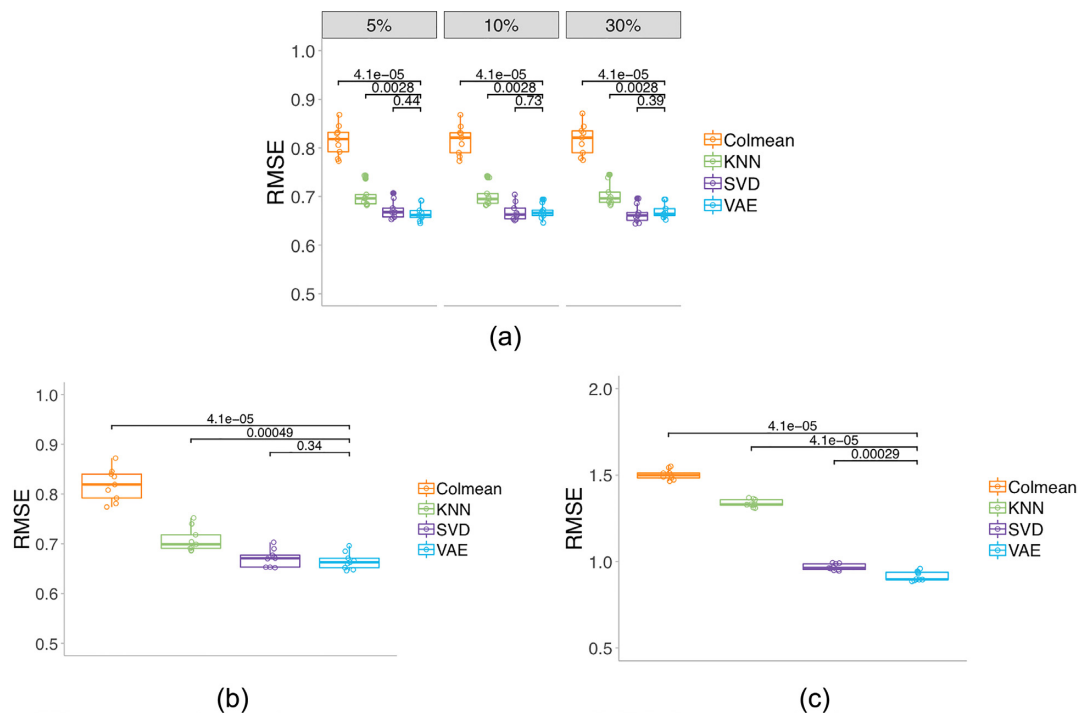 5% 10% 30%
1.0
4.1e−05 4.1e−05 4.1e−05
0.0028 0.0028 0.0028
0.44 0.73 0.39
0.9
0.8
0.7
0.6
0.5
RMSE
Colmean
KNN
SVD
VAE
(a)
1.0
0.9
0.8
0.7
0.6
0.5
RMSE
4.1e−05
0.00049
0.34
Colmean
KNN
SVD
VAE
(b)
2.0
1.5
1.0
0.5
RMSE
4.1e−05
4.1e−05
0.00029
Colmean
KNN
SVD
VAE
(c)